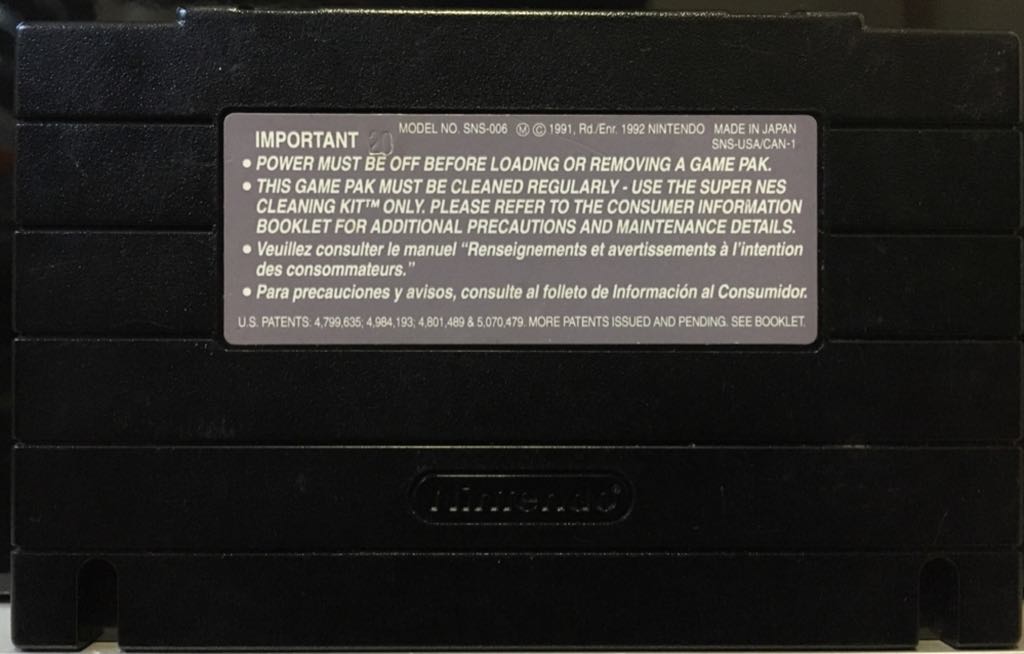 IMPORTANT 20 MODEL NO. SNS-006 Ⓜ © 1991, Rd./Enr. 1992 NINTENDO MADE IN JAPAN
SNS-USA/CAN-1
• POWER MUST BE OFF BEFORE LOADING OR REMOVING A GAME PAK.
• THIS GAME PAK MUST BE CLEANED REGULARLY - USE THE SUPER NES
CLEANING KIT™ ONLY. PLEASE REFER TO THE CONSUMER INFORMATION
BOOKLET FOR ADDITIONAL PRECAUTIONS AND MAINTENANCE DETAILS.
• Veuillez consulter le manuel “Renseignements et avertissements à l'intention
des consommateurs.”
• Para precauciones y avisos, consulte al folleto de Información al Consumidor.
U.S. PATENTS: 4,799,635; 4,984,193; 4,801,489 & 5,070,479. MORE PATENTS ISSUED AND PENDING. SEE BOOKLET.
Nintendo®